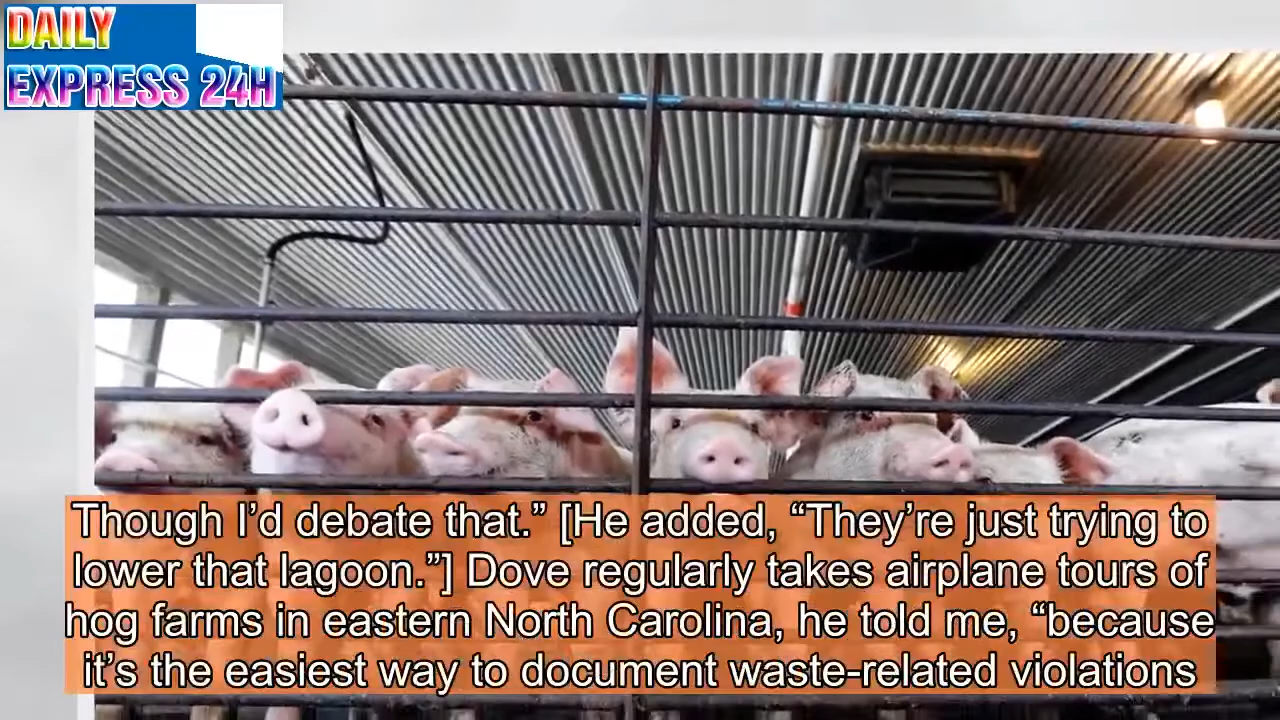 DAILY
EXPRESS 24H
Though I’d debate that.” [He added, “They’re just trying to
lower that lagoon.”] Dove regularly takes airplane tours of
hog farms in eastern North Carolina, he told me, “because
it’s the easiest way to document waste-related violations